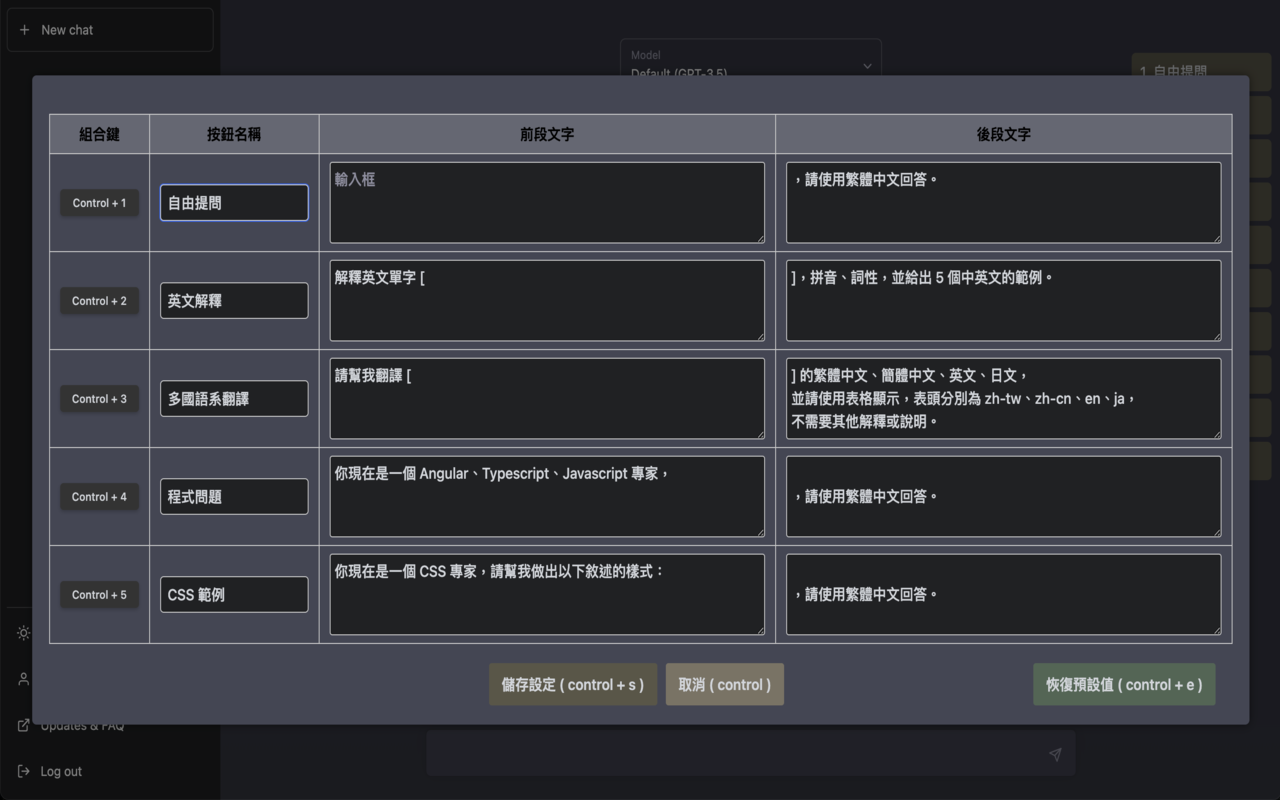 New chat
Model
Default (GPT-3.5)
1. 自由提問
組合鍵 按鈕名稱 前段文字 後段文字
Control + 1
自由提問
輸入框
，請使用繁體中文回答。
Control + 2
英文解釋
解釋英文單字 [
]，拼音、詞性，並給出 5 個中英文的範例。
Control + 3
多國語系翻譯
請幫我翻譯 [
] 的繁體中文、簡體中文、英文、日文，
並請使用表格顯示，表頭分別為 zh-tw、zh-cn、en、ja，
不需要其他解釋或說明。
Control + 4
程式問題
你現在是一個 Angular、Typescript、Javascript 專家，
，請使用繁體中文回答。
Control + 5
CSS 範例
你現在是一個 CSS 專家，請幫我做出以下敘述的樣式：
，請使用繁體中文回答。
儲存設定 ( control + s )
取消 ( control )
恢復預設值 ( control + e )
Updates & FAQ
Log out